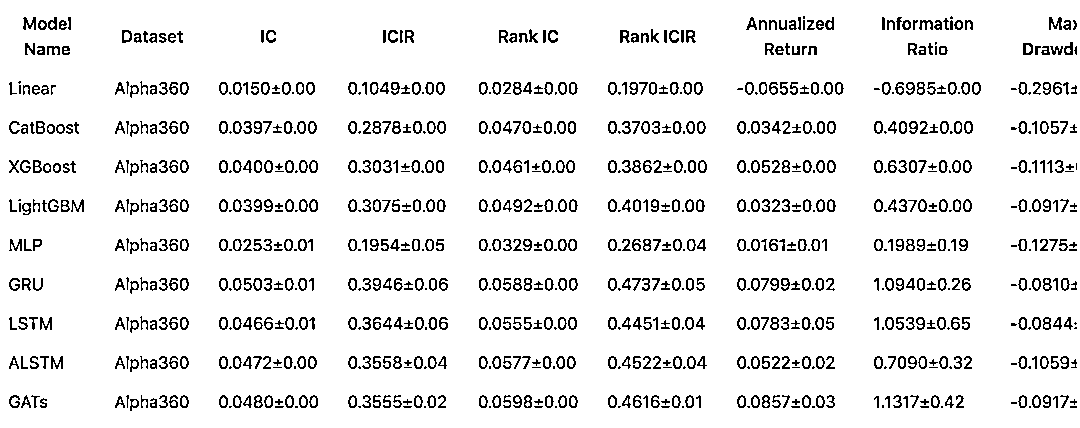 Model Name Dataset IC ICIR Rank IC Rank ICIR Annualized Return Information Ratio Max
Linear Alpha360 0.0150±0.00 0.1049±0.00 0.0284±0.00 0.1970±0.00 -0.0655±0.00 -0.6985±0.00 -0.2961±
CatBoost Alpha360 0.0397±0.00 0.2878±0.00 0.0470±0.00 0.3703±0.00 0.0342±0.00 0.4092±0.00 -0.1057±
XGBoost Alpha360 0.0400±0.00 0.3031±0.00 0.0461±0.00 0.3862±0.00 0.0528±0.00 0.6307±0.00 -0.1113±
LightGBM Alpha360 0.0399±0.00 0.3075±0.00 0.0492±0.00 0.4019±0.00 0.0323±0.00 0.4370±0.00 -0.0917±
MLP Alpha360 0.0253±0.01 0.1954±0.05 0.0329±0.00 0.2687±0.04 0.0161±0.01 0.1989±0.19 -0.1275±
GRU Alpha360 0.0503±0.01 0.3946±0.06 0.0588±0.00 0.4737±0.05 0.0799±0.02 1.0940±0.26 -0.0810±
LSTM Alpha360 0.0466±0.01 0.3644±0.06 0.0555±0.00 0.4451±0.04 0.0783±0.05 1.0539±0.65 -0.0844±
ALSTM Alpha360 0.0472±0.00 0.3558±0.04 0.0577±0.00 0.4522±0.04 0.0522±0.02 0.7090±0.32 -0.1059±
GATs Alpha360 0.0480±0.00 0.3555±0.02 0.0598±0.00 0.4616±0.01 0.0857±0.03 1.1317±0.42 -0.0917±